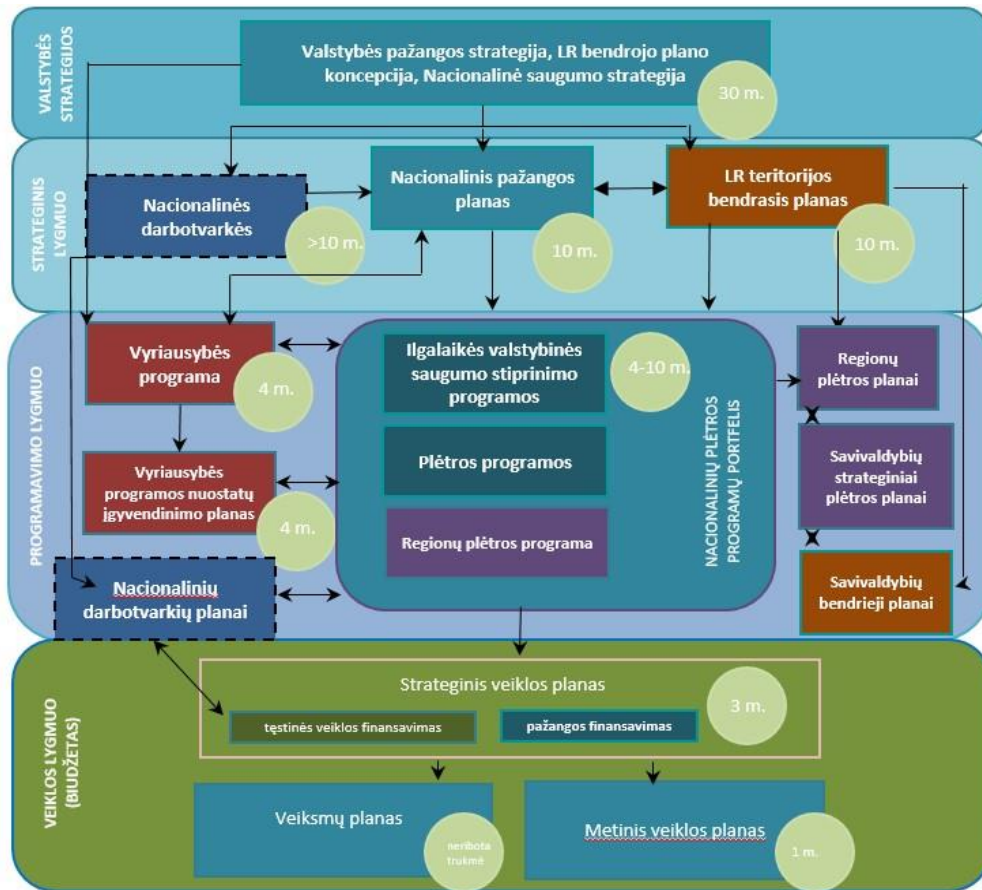 VALSTYBĖS
STRATEGIJOS
Valstybės pažangos strategija, LR bendrojo plano
koncepcija, Nacionalinė saugumo strategija
30 m.
STRATEGINIS
LYGMUO
Nacionalinės
darbotvarkės
>10 m.
Nacionalinis pažangos
planas
10 m.
LR teritorijos
bendrasis planas
10 m.
PROGRAMAVIMO LYGMUO
Vyriausybės
programa
4 m.
Vyriausybės
programos nuostatų
įgyvendinimo planas
4 m.
Nacionalinių
darbotvarkių planai
Ilgalaikės valstybinės
saugumo stiprinimo
programos
4-10 m.
Plėtros programos
Regionų plėtros programa
NACIONALINIŲ PLĖTROS
PROGRAMŲ PORTFELIS
Regionų
plėtros planai
Savivaldybių
strateginiai
plėtros planai
Savivaldybių
bendrieji planai
VEIKLOS LYGMUO
(BIUDŽETAS)
Strateginis veiklos planas
3 m.
tęstinės veiklos finansavimas
pažangos finansavimas
Veiksmų planas
neribota
trukmė
Metinis veiklos planas
1 m.